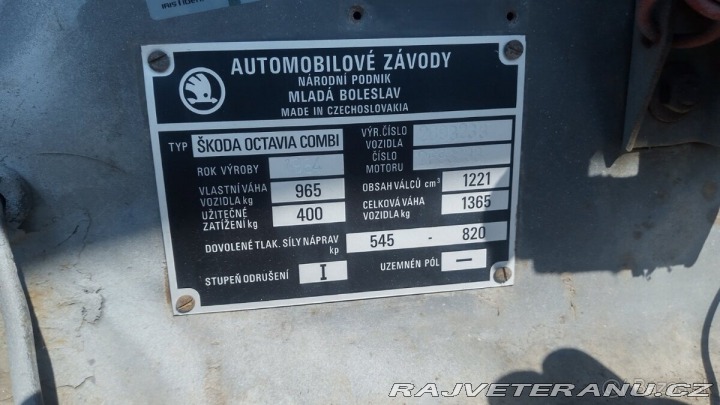 AUTOMOBILOVÉ ZÁVODY
NÁRODNÍ PODNIK
MLADÁ BOLESLAV
MADE IN CZECHOSLOVAKIA
TYP ŠKODA OCTAVIA COMBI
ROK VÝROBY
VLASTNÍ VÁHA VOZIDLA kg 965
UŽITEČNÉ ZATÍŽENÍ kg 400
VÝR. ČÍSLO VOZIDLA
ČÍSLO MOTORU
OBSAH VÁLCŮ cm³ 1221
CELKOVÁ VÁHA VOZIDLA kg 1365
DOVOLENÉ TLAK. SÍLY NÁPRAV kp 545 - 820
STUPEŇ ODRUŠENÍ I
UZEMNĚN PÓL —
RAJVETERANU.CZ